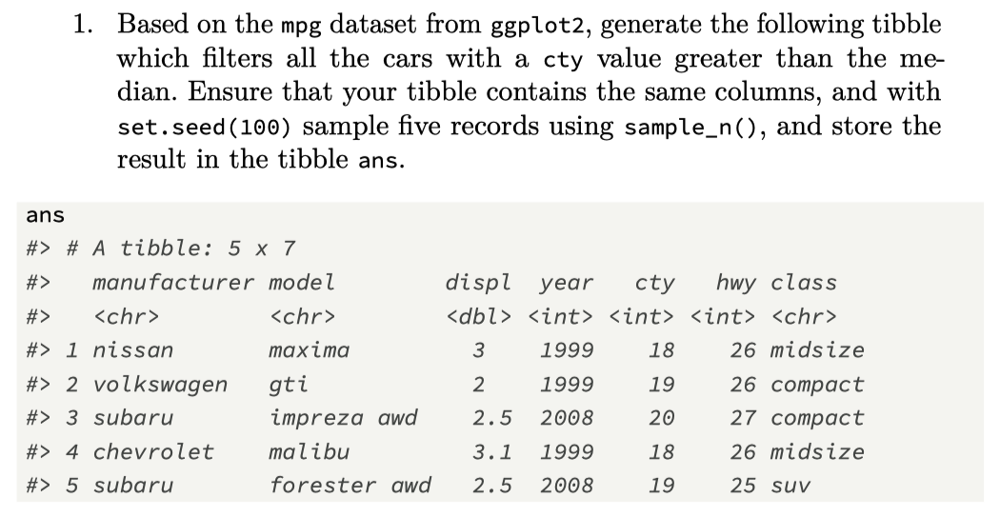 1. Based on the mpg dataset from ggplot2, generate the following tibble
which filters all the cars with a cty value greater than the me-
dian. Ensure that your tibble contains the same columns, and with
set.seed(100) sample five records using sample_n(), and store the
result in the tibble ans.
ans
#> # A tibble: 5 x 7
#>   manufacturer model        displ  year   cty   hwy class
#>   <chr>        <chr>        <dbl> <int> <int> <int> <chr>
#> 1 nissan       maxima         3    1999    18    26 midsize
#> 2 volkswagen   gti            2    1999    19    26 compact
#> 3 subaru       impreza awd    2.5  2008    20    27 compact
#> 4 chevrolet    malibu         3.1  1999    18    26 midsize
#> 5 subaru       forester awd   2.5  2008    19    25 suv